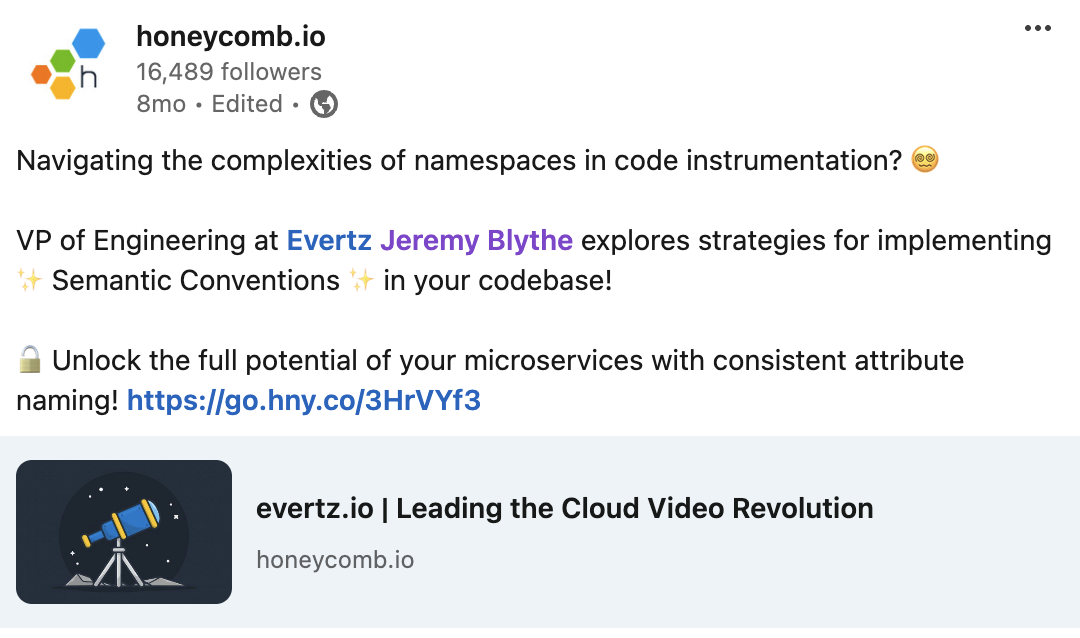 h
honeycomb.io
16,489 followers
8mo • Edited •
Navigating the complexities of namespaces in code instrumentation? 😵‍💫
VP of Engineering at Evertz Jeremy Blythe explores strategies for implementing
✨ Semantic Conventions ✨ in your codebase!
🔓 Unlock the full potential of your microservices with consistent attribute
naming! https://go.hny.co/3HrVYf3
evertz.io | Leading the Cloud Video Revolution
honeycomb.io